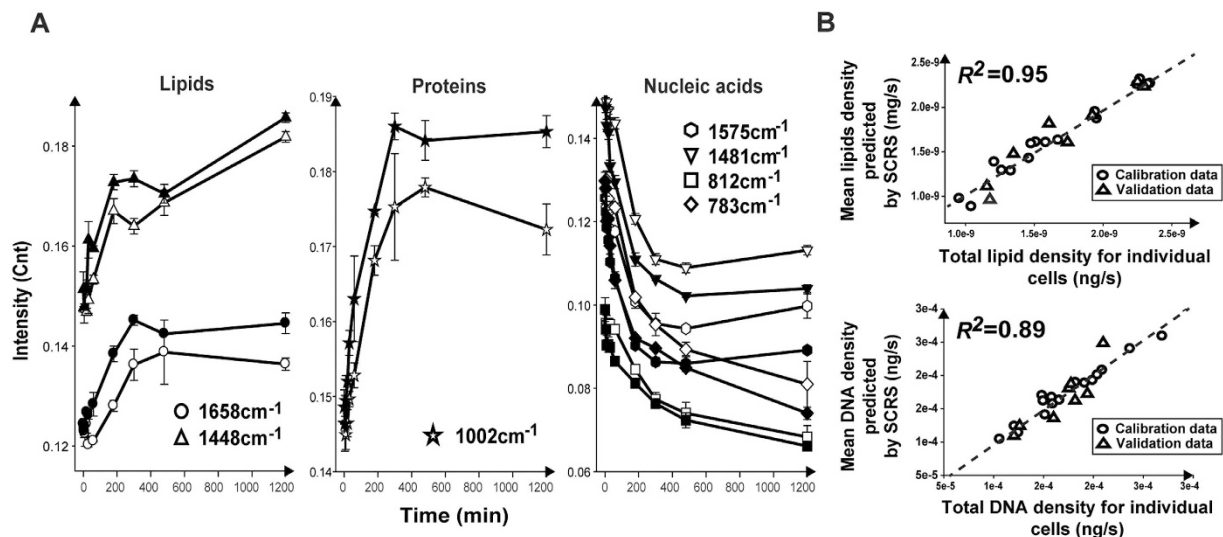 A
Lipids
Proteins
Nucleic acids
Intensity (Cnt)
0.18
0.16
0.14
0.12
0 200 400 600 800 1000 1200
1658cm-1
1448cm-1
0.19
0.18
0.17
0.16
0.15
0.14
0 200 400 600 800 1000 1200
1002cm-1
0.14
0.12
0.10
0.08
0.06
0 200 400 600 800 1000 1200
1575cm-1
1481cm-1
812cm-1
783cm-1
Time (min)
B
R2=0.95
Mean lipids density
predicted
by SCRS (mg/s)
2.5e-9
2.0e-9
1.5e-9
1.0e-9
Calibration data
Validation data
1.0e-9 1.5e-9 2.0e-9 2.5e-9
Total lipid density for individual
cells (ng/s)
R2=0.89
Mean DNA density
predicted
by SCRS (ng/s)
3e-4
2e-4
2e-4
1e-4
5e-5
Calibration data
Validation data
5e-5 1e-4 2e-4 2e-4 3e-4 3e-4
Total DNA density for individual
cells (ng/s)